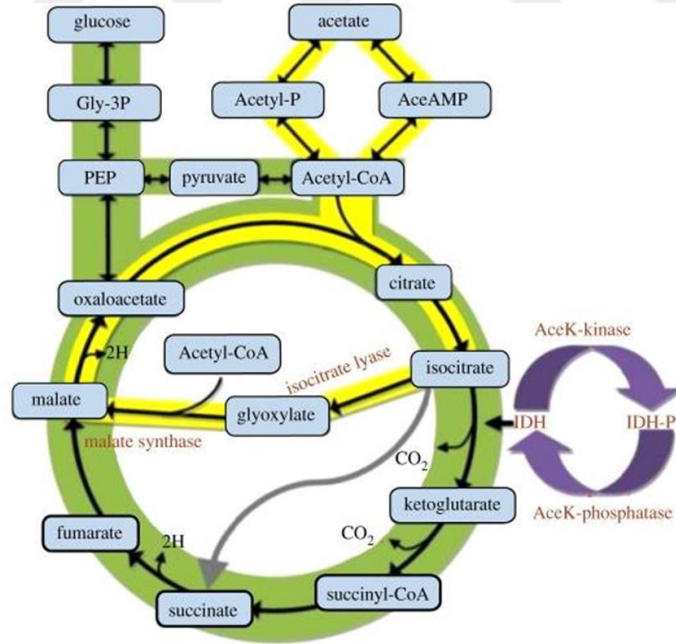 glucose
acetate
Gly-3P
Acetyl-P
AceAMP
PEP
pyruvate
Acetyl-CoA
oxaloacetate
citrate
2H
Acetyl-CoA
isocitrate lyase
isocitrate
AceK-kinase
malate
glyoxylate
malate synthase
IDH
IDH-P
CO2
ketoglutarate
AceK-phosphatase
fumarate
2H
CO2
succinate
succinyl-CoA